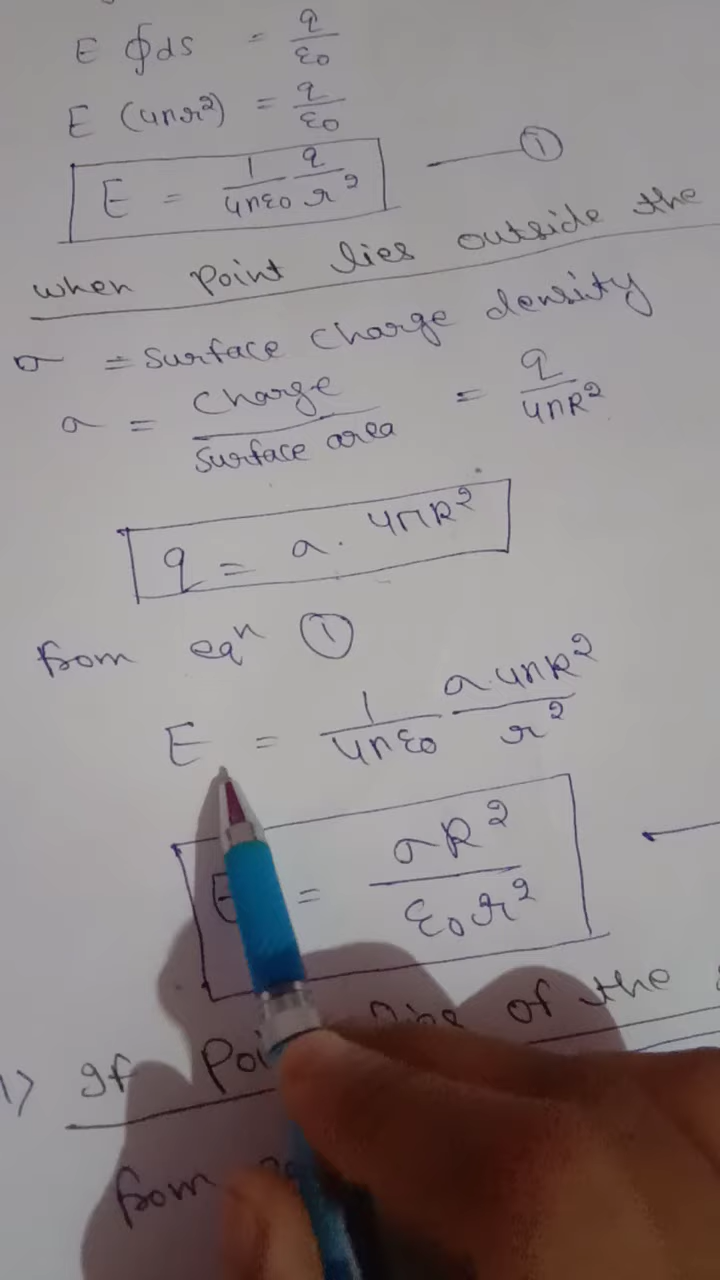 E ∮ds = q/ε₀
E (4πr²) = q/ε₀
E = 1/4πε₀ q/r² — ①
when Point lies outside the
σ = Surface Charge density
σ = Charge/Surface area = q/4πR²
q = σ. 4πR²
from eqⁿ ①
E = 1/4πε₀ σ.4πR²/r²
E = σR²/ε₀r²
If of the
from